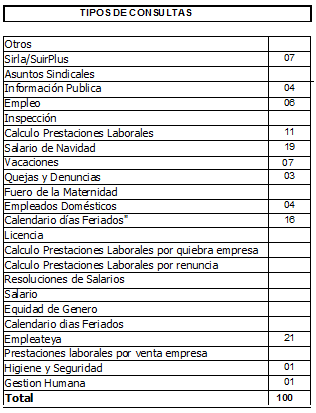 TIPOS DE CONSULTAS
Otros
Sirla/SuirPlus 07
Asuntos Sindicales
Información Publica 04
Empleo 06
Inspección
Calculo Prestaciones Laborales 11
Salario de Navidad 19
Vacaciones 07
Quejas y Denuncias 03
Fuero de la Maternidad
Empleados Domésticos 04
Calendario días Feriados" 16
Licencia
Calculo Prestaciones Laborales por quiebra empresa
Calculo Prestaciones Laborales por renuncia
Resoluciones de Salarios
Salario
Equidad de Genero
Calendario dias Feriados
Empleateya 21
Prestaciones laborales por venta empresa
Higiene y Seguridad 01
Gestion Humana 01
Total 100